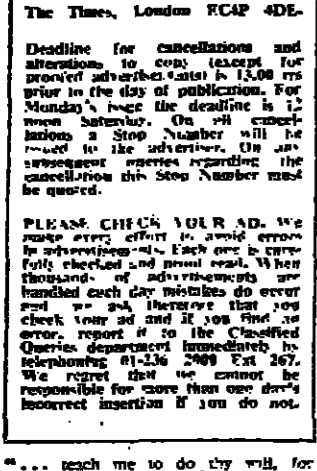 The Times, London EC4P 4DE.
Deadline for cancellations and
alterations to copy (except for
proofed advertisements) is 13.00 hrs
prior to the day of publication. For
Monday's issue the deadline is 12
noon Saturday. On all cancel-
lations a Stop Number will be
issued to the advertiser. On any
subsequent queries regarding the
cancellation this Stop Number must
be quoted.
PLEASE CHECK YOUR AD. We
make every effort to avoid errors
in advertisements. Each one is care-
fully checked and proof read. When
thousands of advertisements are
handled each day mistakes do occur
and we ask therefore that you
check your ad and if you find an
error, report it to the Classified
Queries department immediately by
telephoning 01-236 2000 Ext 267.
We regret that we cannot be
responsible for more than one day's
incorrect insertion if you do not.
"... teach me to do thy will, for